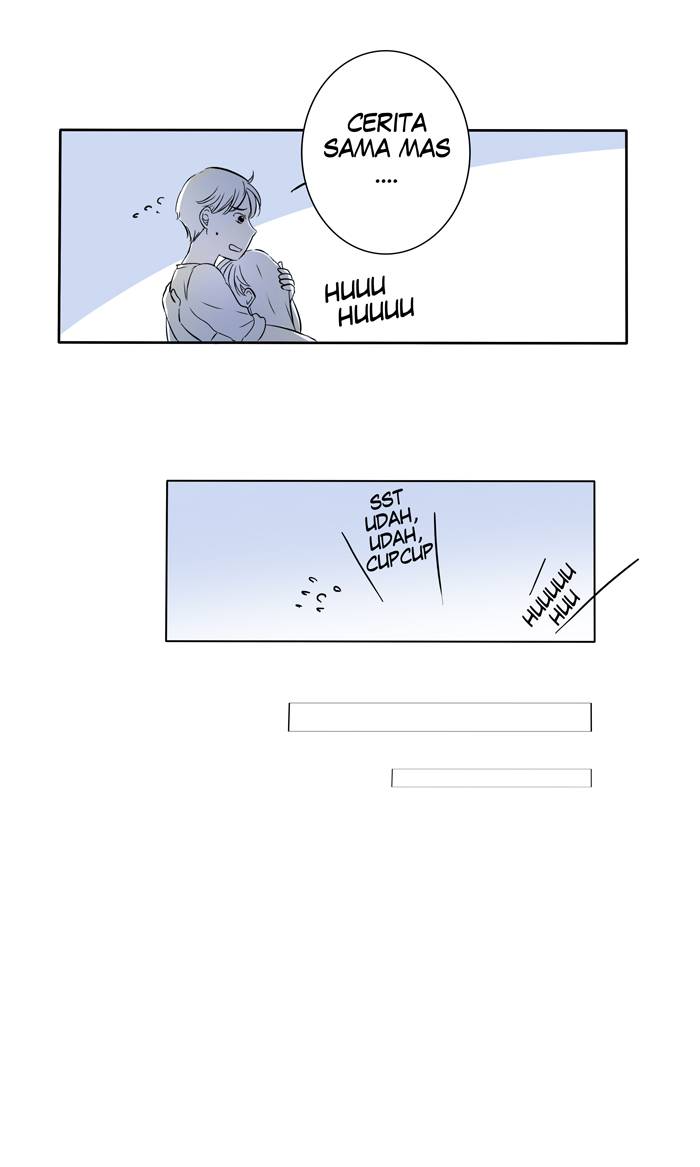 CERITA
SAMA MAS
....
HUUU
HUUUU
SST
UDAH,
UDAH,
CUPCUP
HUUUUU
HUU